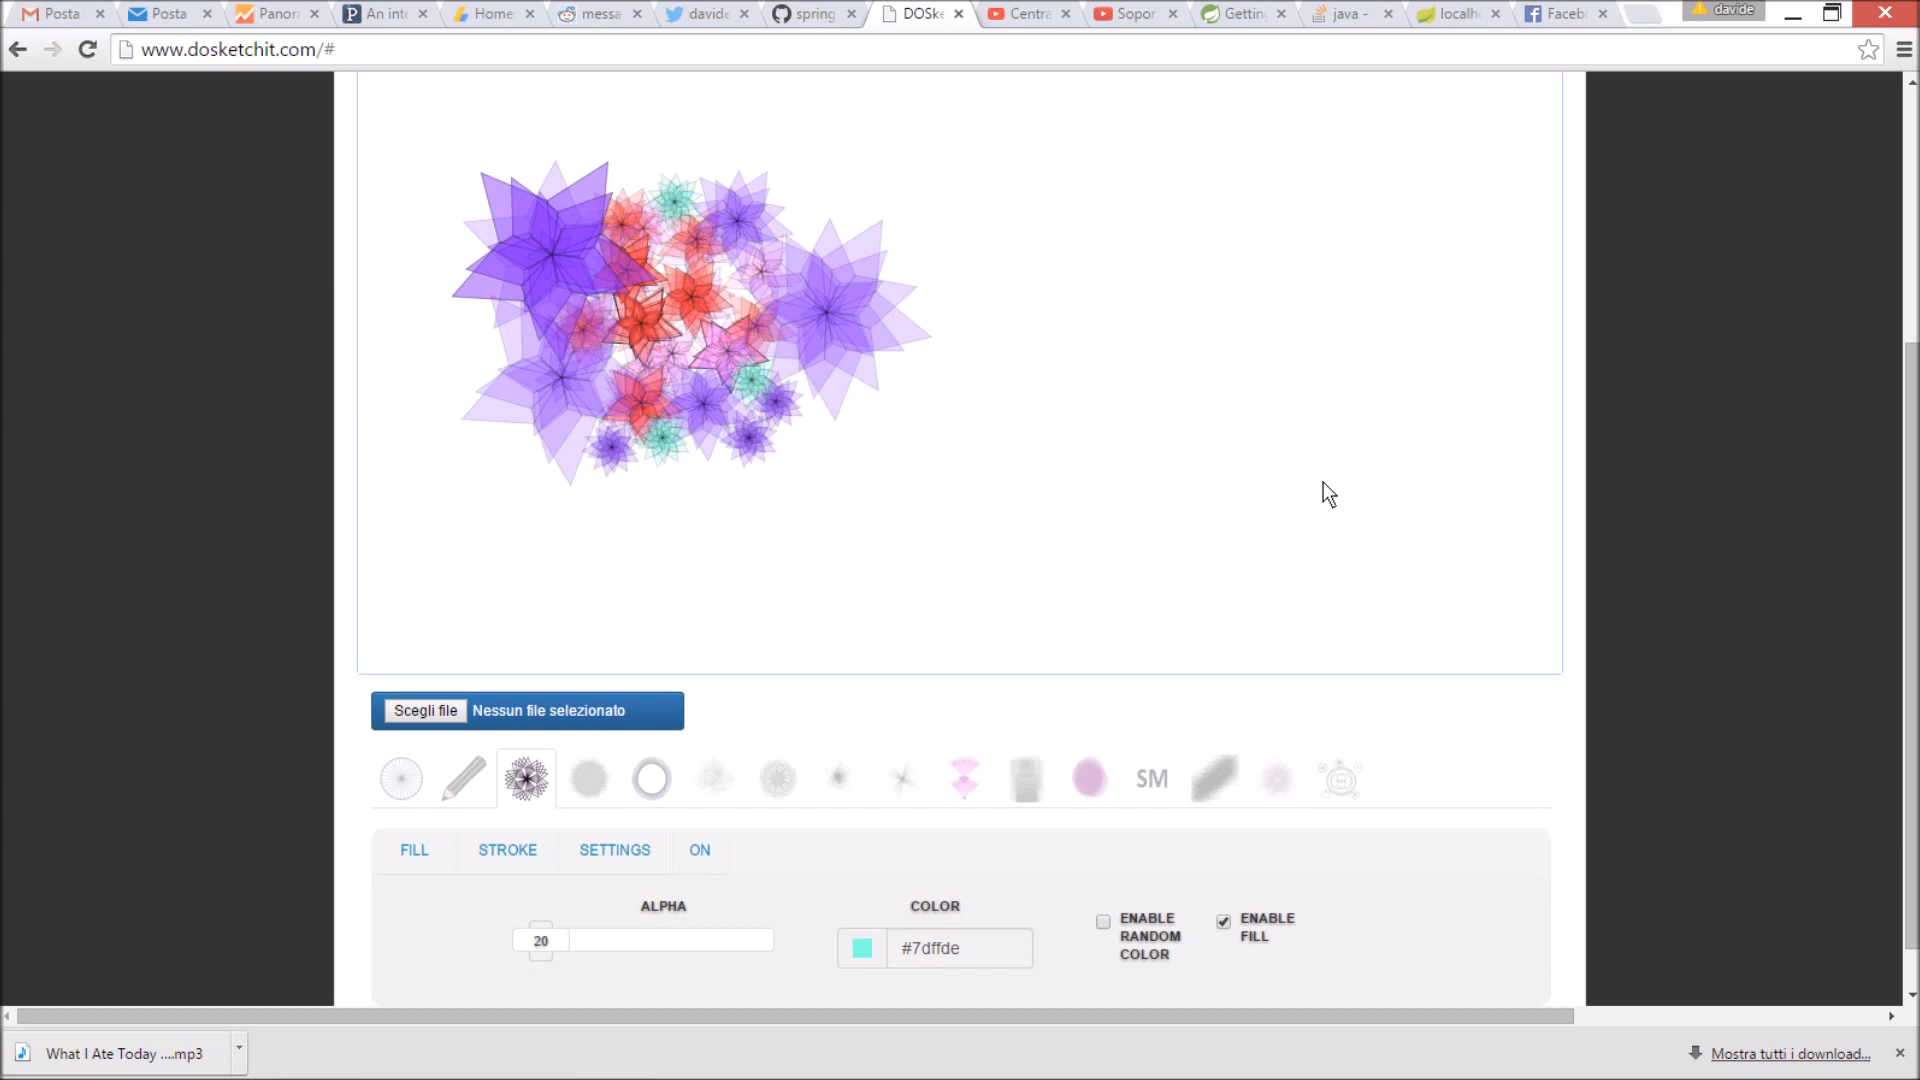 Posta
Posta
Panor
An inte
Home
messa
davide
spring
DOSke
Centra
Sopor
Gettin
java -
localh
Faceb
davide
www.dosketchit.com/#
Scegli file Nessun file selezionato
SM
FILL STROKE SETTINGS ON
ALPHA
COLOR
20
#7dffde
ENABLE
RANDOM
COLOR
ENABLE
FILL
What I Ate Today ....mp3
Mostra tutti i download...